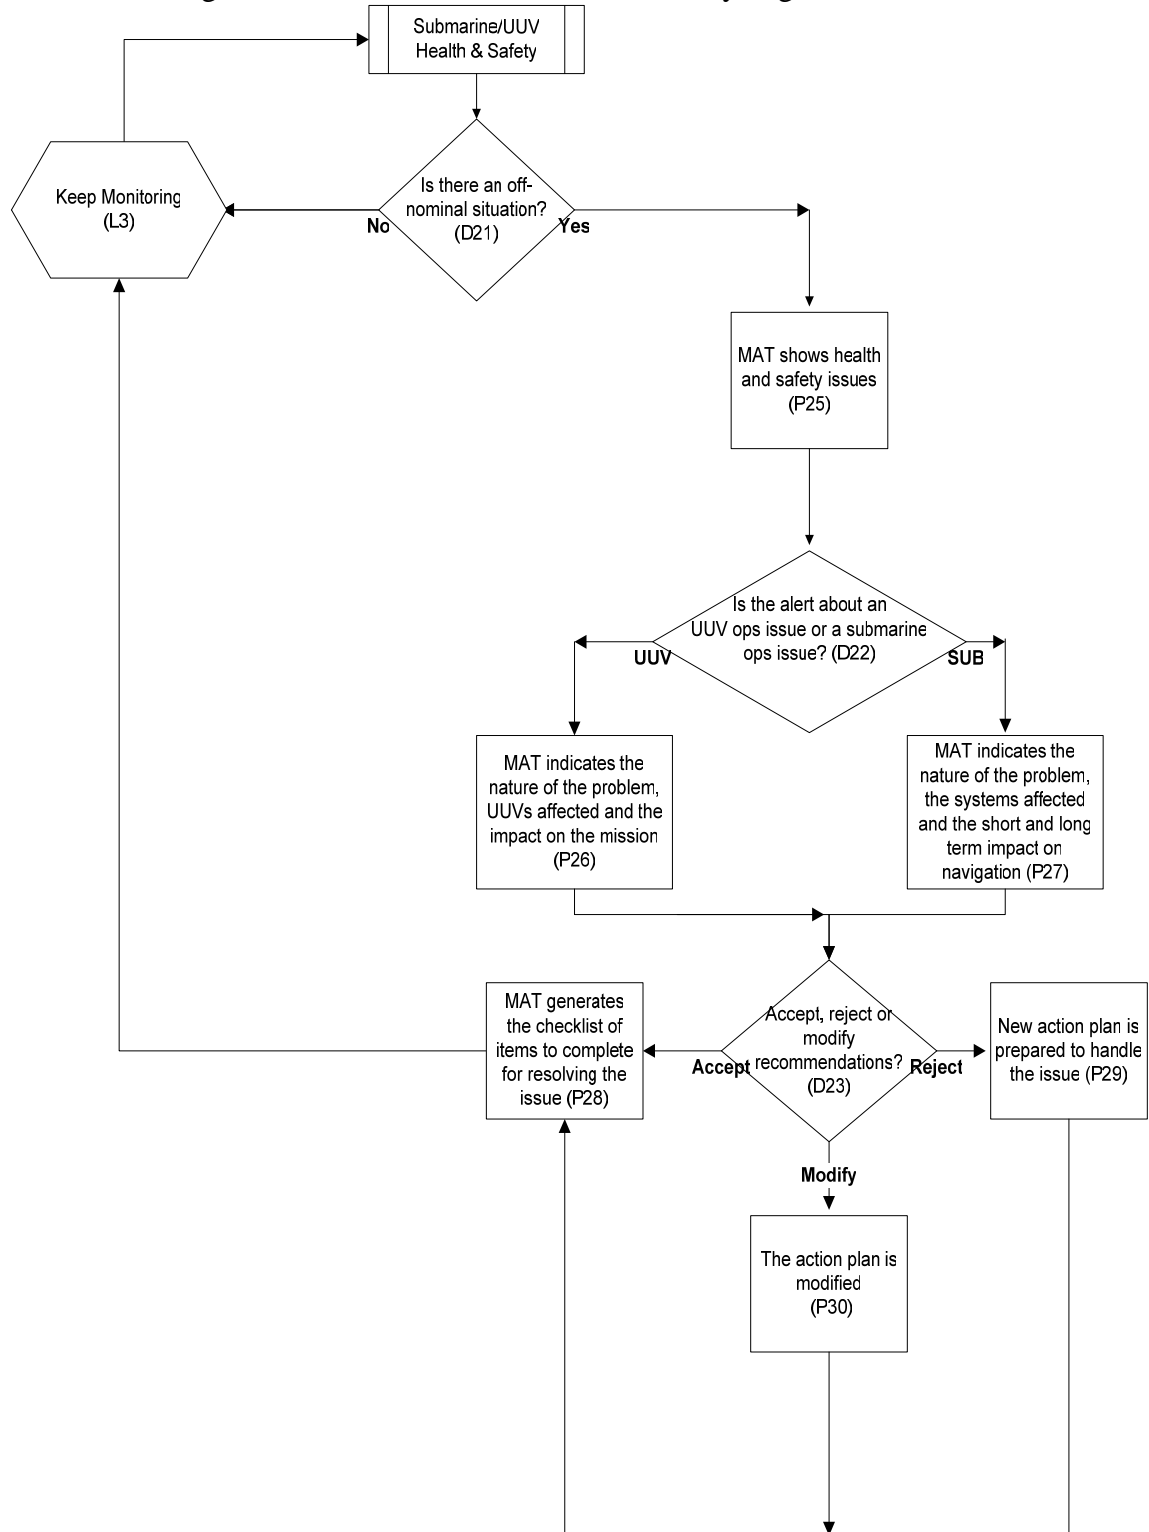 Submarine/UUV
Health & Safety
Keep Monitoring
(L3)
Is there an off-
nominal situation?
(D21)
No
Yes
MAT shows health
and safety issues
(P25)
Is the alert about an
UUV ops issue or a submarine
ops issue? (D22)
UUV
SUB
MAT indicates the
nature of the problem,
UUVs affected and the
impact on the mission
(P26)
MAT indicates the
nature of the problem,
the systems affected
and the short and long
term impact on
navigation (P27)
MAT generates
the checklist of
items to complete
for resolving the
issue (P28)
Accept, reject or
modify
recommendations?
(D23)
Accept
Reject
New action plan is
prepared to handle
the issue (P29)
Modify
The action plan is
modified
(P30)